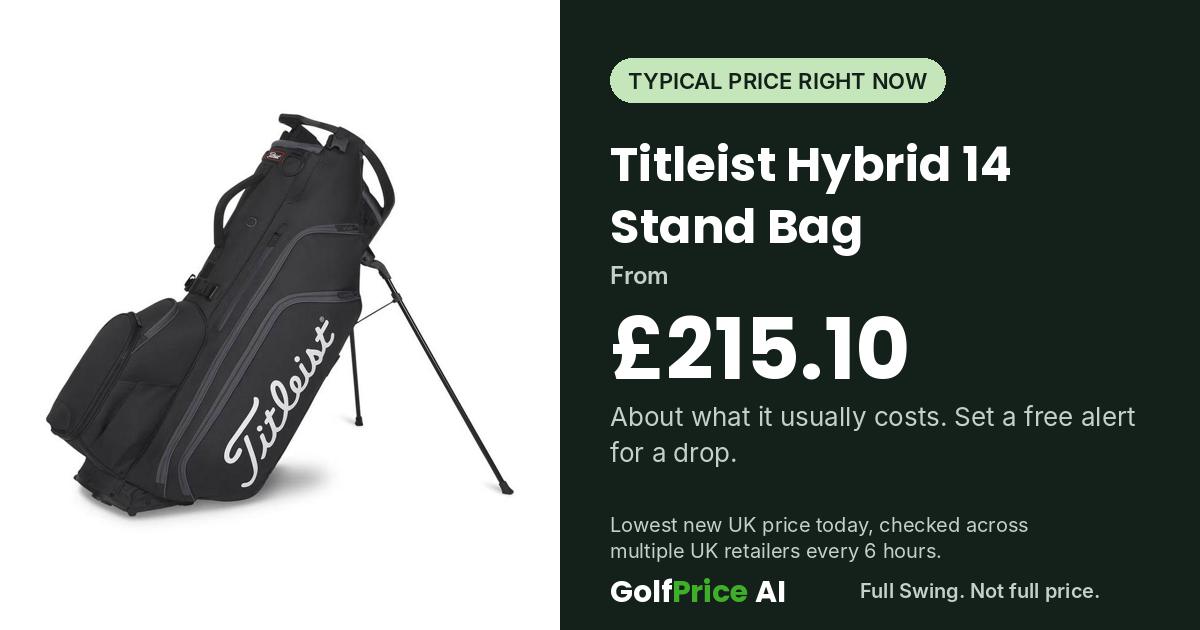 TYPICAL PRICE RIGHT NOW
Titleist Hybrid 14
Stand Bag
From
£215.10
About what it usually costs. Set a free alert
for a drop.
Lowest new UK price today, checked across
multiple UK retailers every 6 hours.
GolfPrice AI
Full Swing. Not full price.
Titleist